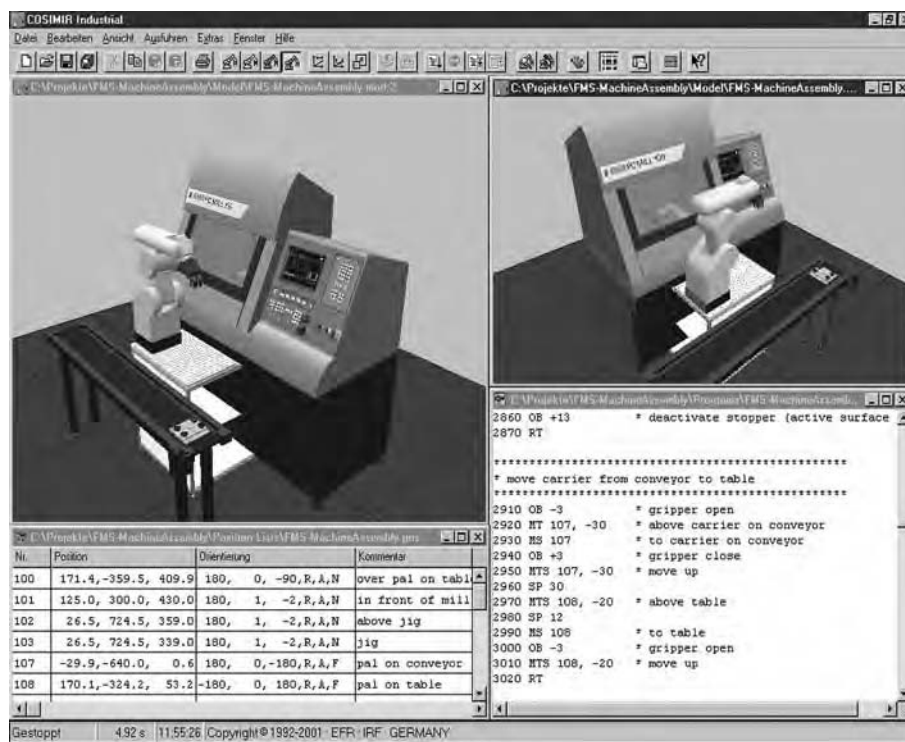 COSIMIR Industrial
Datei Bearbeiten Ansicht Ausführen Extras Fenster Hilfe
C:\Projekte\FMS-MachineAssembly\Model\FMS-MachineAssembly.mod:2
C:\Projekte\FMS-MachineAssembly\Model\FMS-MachineAssembly....
C:\Projekte\FMS-MachineAssembly\Programs\FMS-MachineAssemb...
2860 OB +13 * deactivate stopper (active surface
2870 RT
************************************************
* move carrier from conveyor to table
************************************************
2910 OB -3 * gripper open
2920 MT 107, -30 * above carrier on conveyor
2930 MS 107 * to carrier on conveyor
2940 OB +3 * gripper close
2950 MTS 107, -30 * move up
2960 SP 30
2970 MTS 108, -20 * above table
2980 SP 12
2990 MS 108 * to table
3000 OB -3 * gripper open
3010 MTS 108, -20 * move up
3020 RT
C:\Projekte\FMS-MachineAssembly\Position Lists\FMS-MachineAssembly.pos
Nr. Position Orientierung Kommentar
100 171.4,-359.5, 409.9 180, 0, -90,R,A,N over pal on tabl
101 125.0, 300.0, 430.0 180, 1, -2,R,A,N in front of mill
102 26.5, 724.5, 359.0 180, 1, -2,R,A,N above jig
103 26.5, 724.5, 339.0 180, 1, -2,R,A,N jig
107 -29.9,-640.0, 0.6 180, 0,-180,R,A,F pal on conveyor
108 170.1,-324.2, 53.2 -180, 0, 180,R,A,F pal on table
Gestoppt 4.92 s 11:55:26 Copyright © 1992-2001 EFR - IRF GERMANY